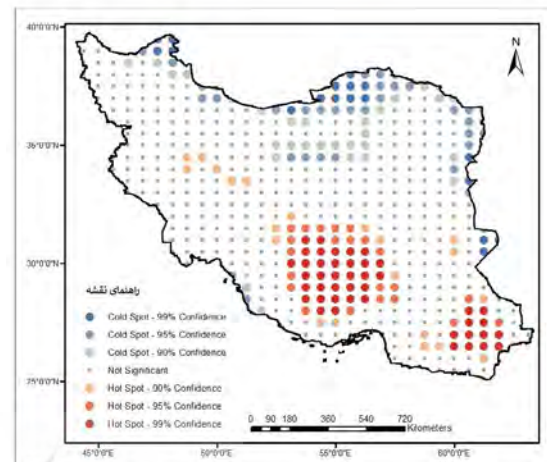 N
40°0'0"N
35°0'0"N
30°0'0"N
25°0'0"N
راهنمای نقشه
Cold Spot - 99% Confidence
Cold Spot - 95% Confidence
Cold Spot - 90% Confidence
Not Significant
Hot Spot - 90% Confidence
Hot Spot - 95% Confidence
Hot Spot - 99% Confidence
0 90 180 360 540 720
Kilometers
45°0'0"E 50°0'0"E 55°0'0"E 60°0'0"E